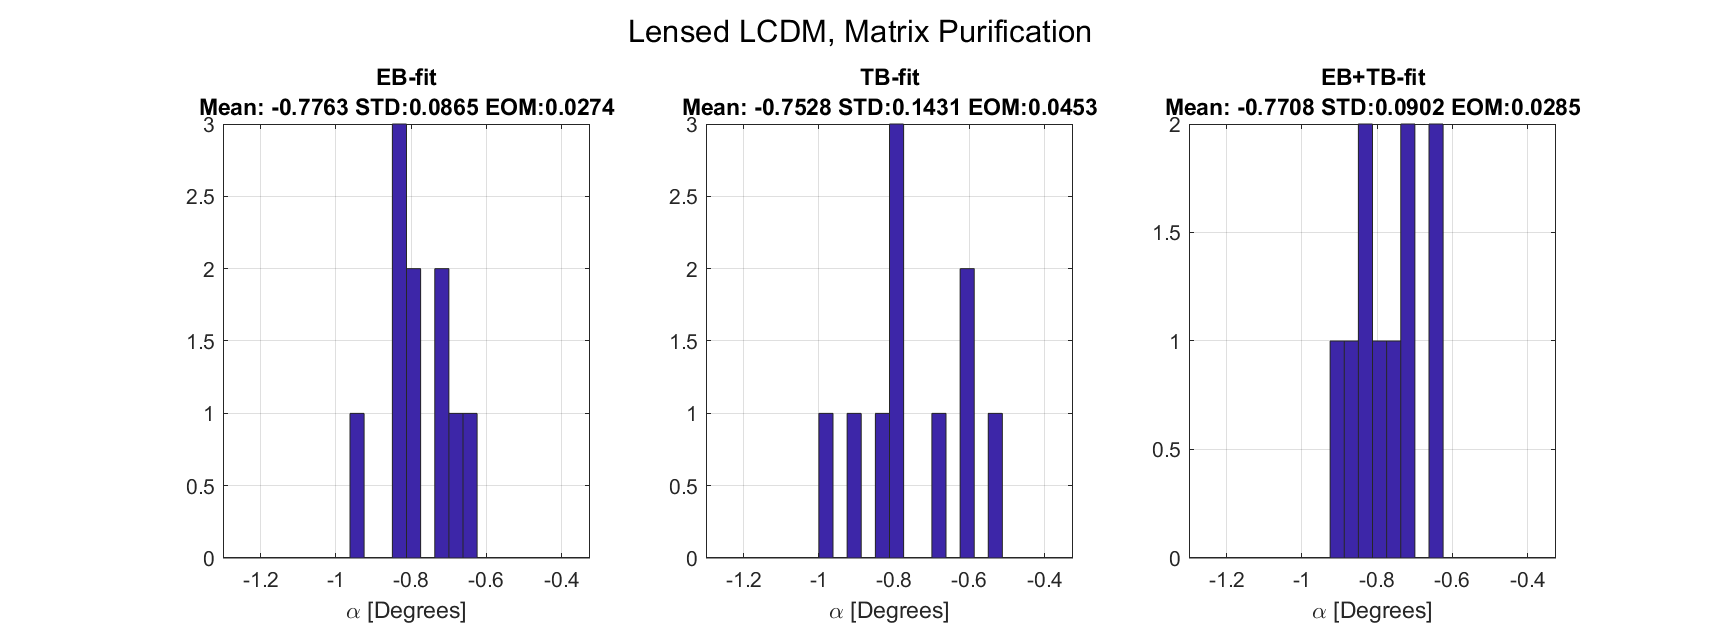 Lensed LCDM, Matrix Purification
EB-fit
Mean: -0.7763 STD:0.0865 EOM:0.0274
3
2.5
2
1.5
1
0.5
0
-1.2 -1 -0.8 -0.6 -0.4
α [Degrees]
TB-fit
Mean: -0.7528 STD:0.1431 EOM:0.0453
3
2.5
2
1.5
1
0.5
0
-1.2 -1 -0.8 -0.6 -0.4
α [Degrees]
EB+TB-fit
Mean: -0.7708 STD:0.0902 EOM:0.0285
2
1.5
1
0.5
0
-1.2 -1 -0.8 -0.6 -0.4
α [Degrees]